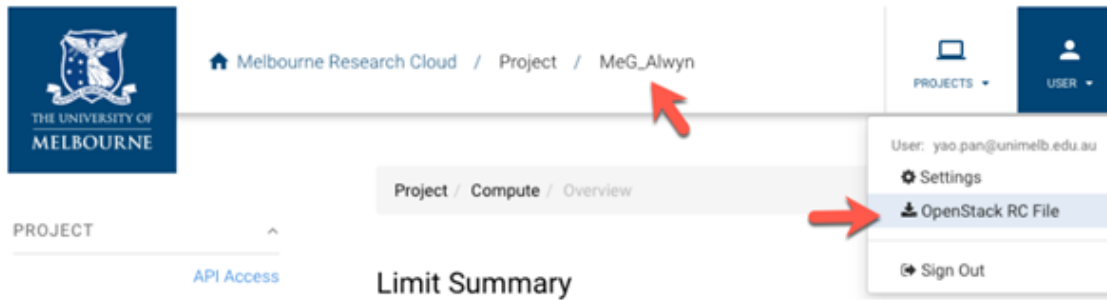 THE UNIVERSITY OF
MELBOURNE
Melbourne Research Cloud / Project / MeG_Alwyn
PROJECTS
USER
User: yao.pan@unimelb.edu.au
Settings
OpenStack RC File
Sign Out
Project / Compute / Overview
PROJECT
API Access
Limit Summary